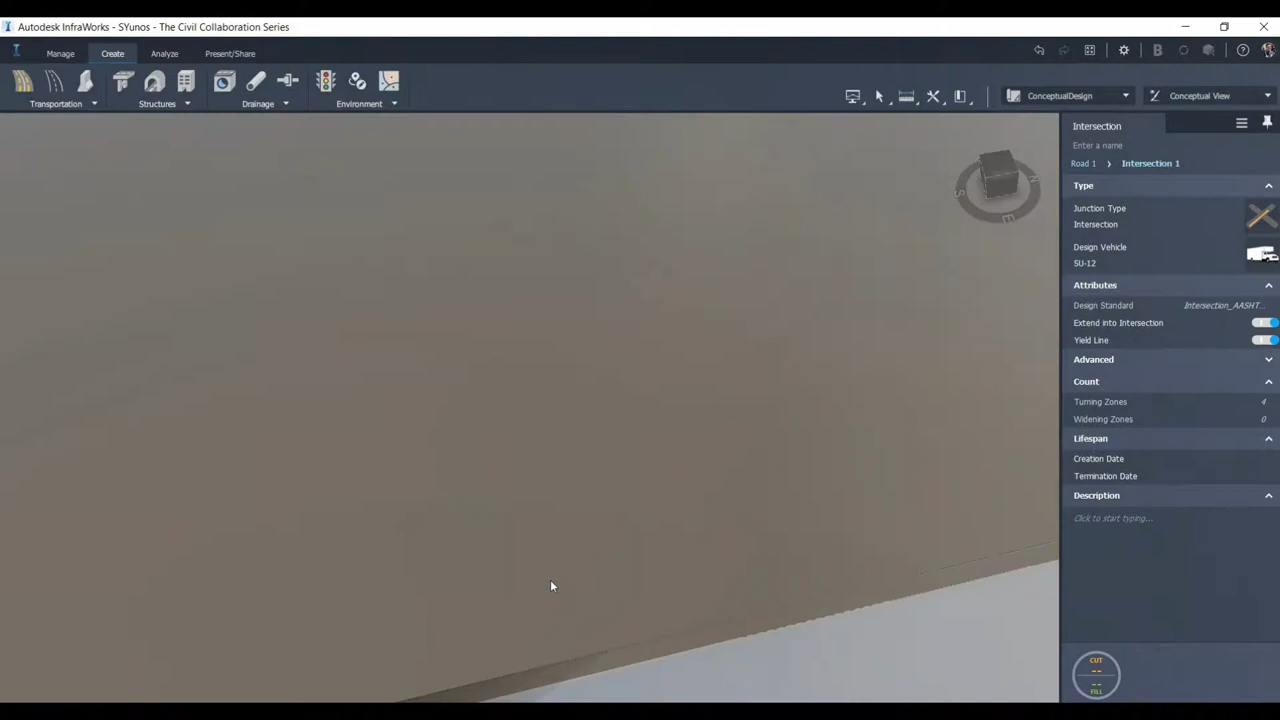 Autodesk InfraWorks - SYunos - The Civil Collaboration Series
Manage Create Analyze Present/Share
Transportation Structures Drainage Environment
ConceptualDesign Conceptual View
S N E
Intersection
Enter a name
Road 1 Intersection 1
Type
Junction Type
Intersection
Design Vehicle
SU-12
Attributes
Design Standard Intersection_AASHT...
Extend into Intersection
Yield Line
Advanced
Count
Turning Zones 4
Widening Zones 0
Lifespan
Creation Date
Termination Date
Description
Click to start typing...
CUT
--
--
FILL